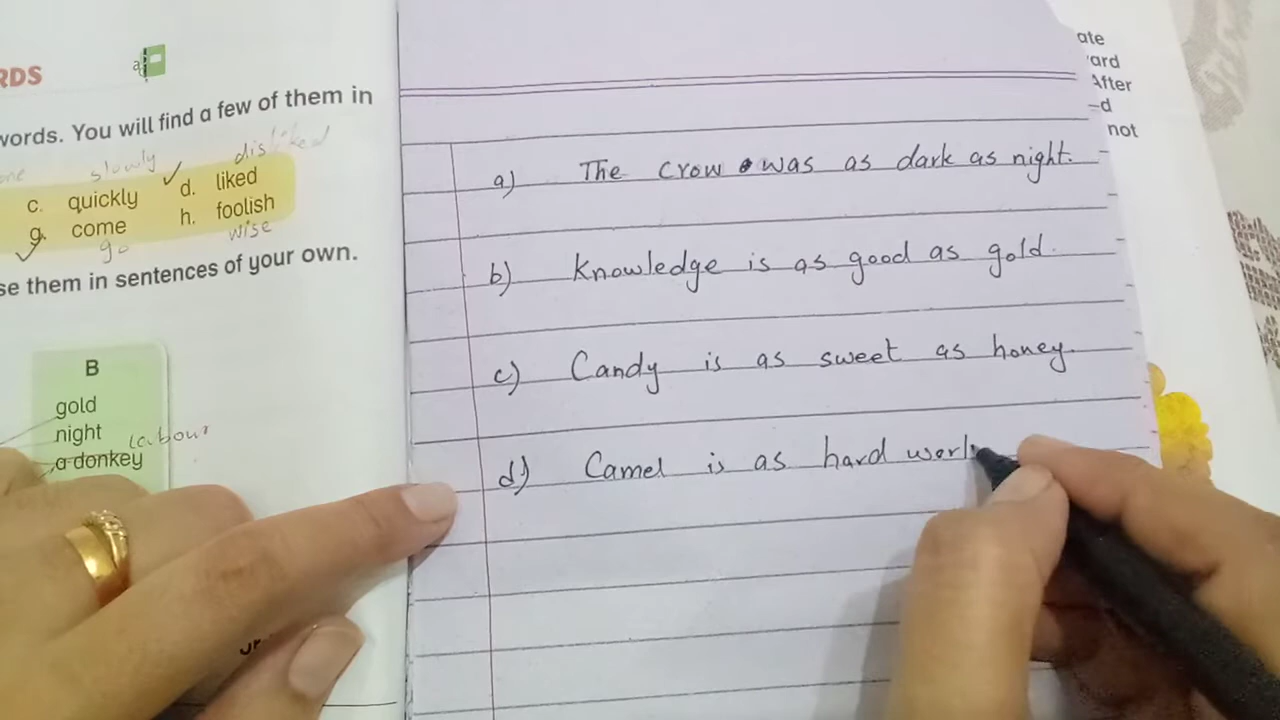 RDS
words. You will find a few of them in
slowly
disliked
c. quickly
d. liked
g. come
h. foolish
go
wise
se them in sentences of your own.
B
gold
night
labour
a donkey
a) The crow was as dark as night.
b) Knowledge is as good as gold.
c) Candy is as sweet as honey.
d) Camel is as hard work
ate
ard
After
d
not